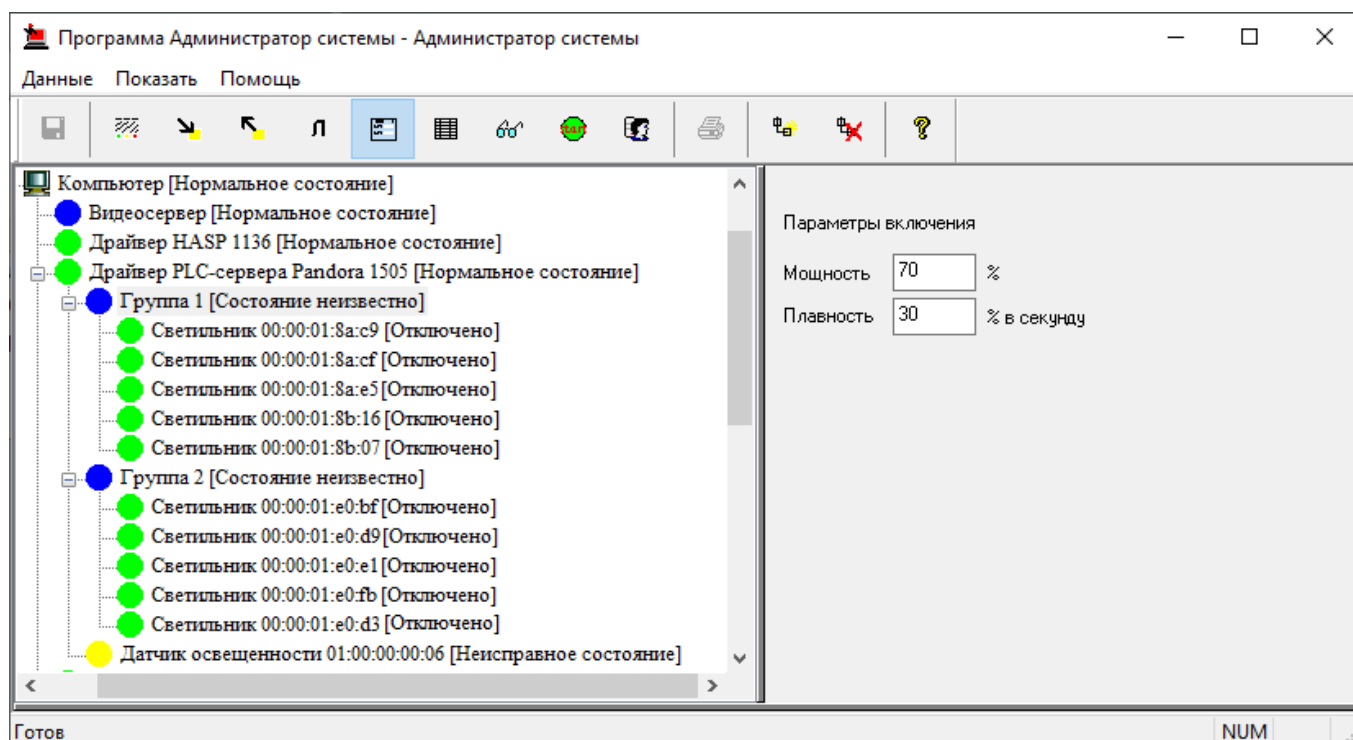 Программа Администратор системы - Администратор системы
Данные Показать Помощь
Л
start
?
Компьютер [Нормальное состояние]
Видеосервер [Нормальное состояние]
Драйвер HASP 1136 [Нормальное состояние]
Драйвер PLC-сервера Pandora 1505 [Нормальное состояние]
Группа 1 [Состояние неизвестно]
Светильник 00:00:01:8a:c9 [Отключено]
Светильник 00:00:01:8a:cf [Отключено]
Светильник 00:00:01:8a:e5 [Отключено]
Светильник 00:00:01:8b:16 [Отключено]
Светильник 00:00:01:8b:07 [Отключено]
Группа 2 [Состояние неизвестно]
Светильник 00:00:01:e0:bf [Отключено]
Светильник 00:00:01:e0:d9 [Отключено]
Светильник 00:00:01:e0:e1 [Отключено]
Светильник 00:00:01:e0:fb [Отключено]
Светильник 00:00:01:e0:d3 [Отключено]
Датчик освещенности 01:00:00:00:06 [Неисправное состояние]
Параметры включения
Мощность 70 %
Плавность 30 % в секунду
Готов
NUM